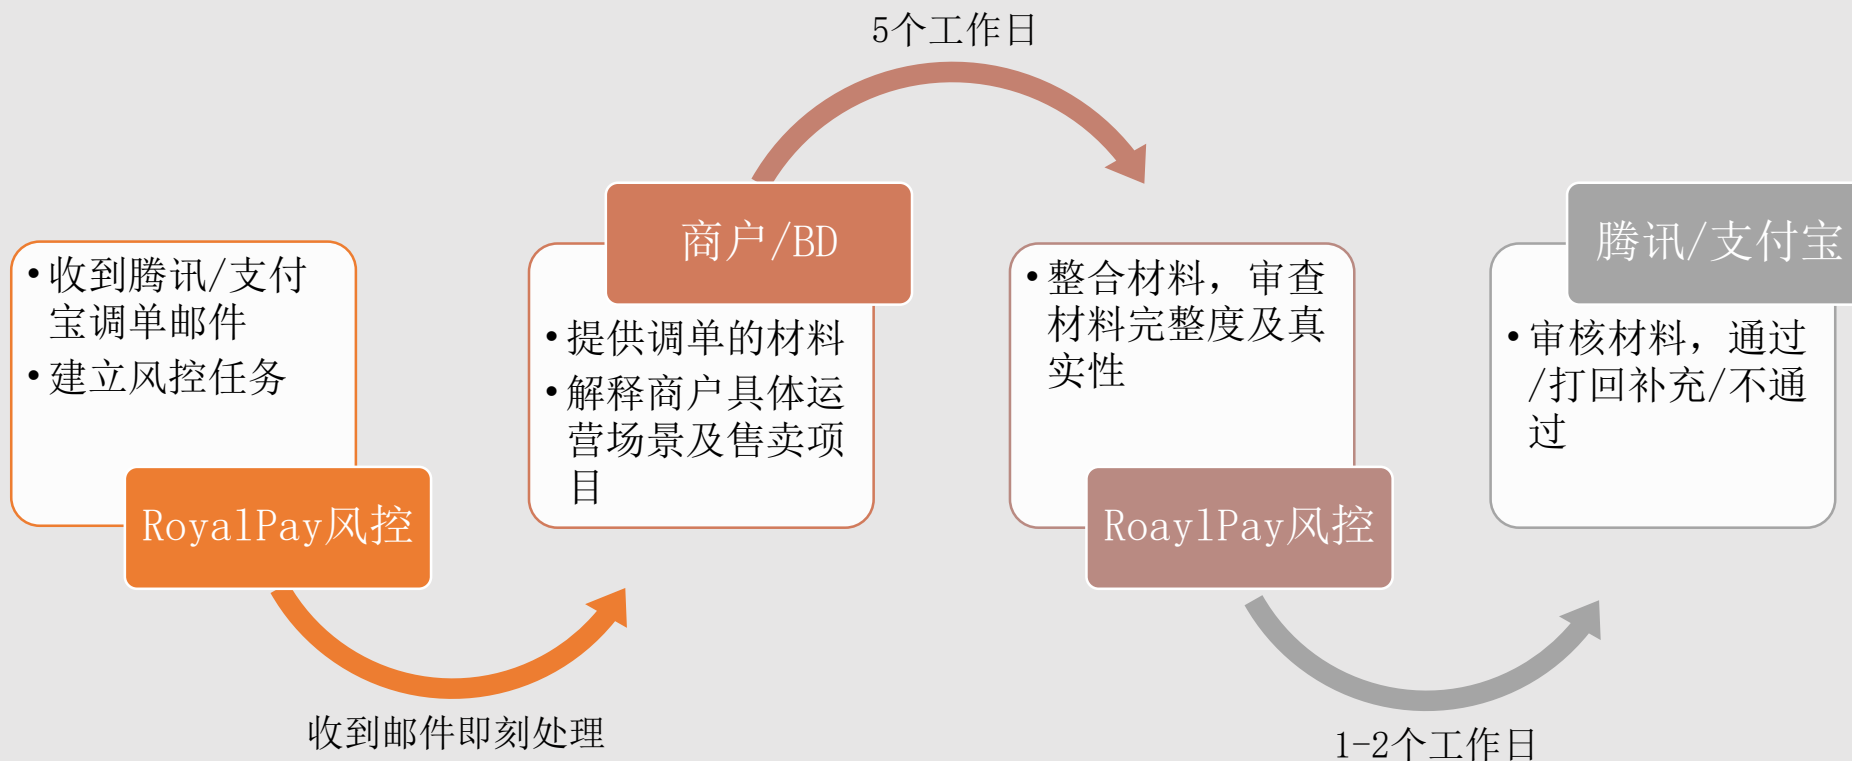 5个工作日
•收到腾讯/支付
宝调单邮件
•建立风控任务
RoyalPay风控
收到邮件即刻处理
商户/BD
•提供调单的材料
•解释商户具体运
营场景及售卖项
目
•整合材料，审查
材料完整度及真
实性
RoaylPay风控
1-2个工作日
腾讯/支付宝
•审核材料，通过
/打回补充/不通
过